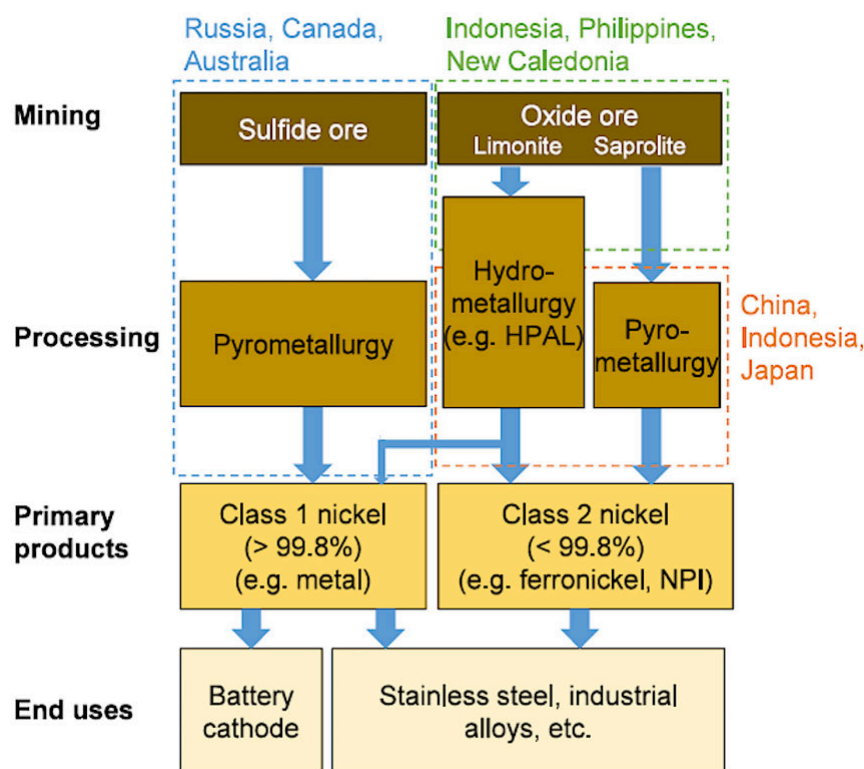 Russia, Canada,
Australia
Indonesia, Philippines,
New Caledonia
Mining
Sulfide ore
Oxide ore
Limonite Saprolite
Processing
Pyrometallurgy
Hydro-
metallurgy
(e.g. HPAL)
Pyro-
metallurgy
China,
Indonesia,
Japan
Primary
products
Class 1 nickel
(> 99.8%)
(e.g. metal)
Class 2 nickel
(< 99.8%)
(e.g. ferronickel, NPI)
End uses
Battery
cathode
Stainless steel, industrial
alloys, etc.